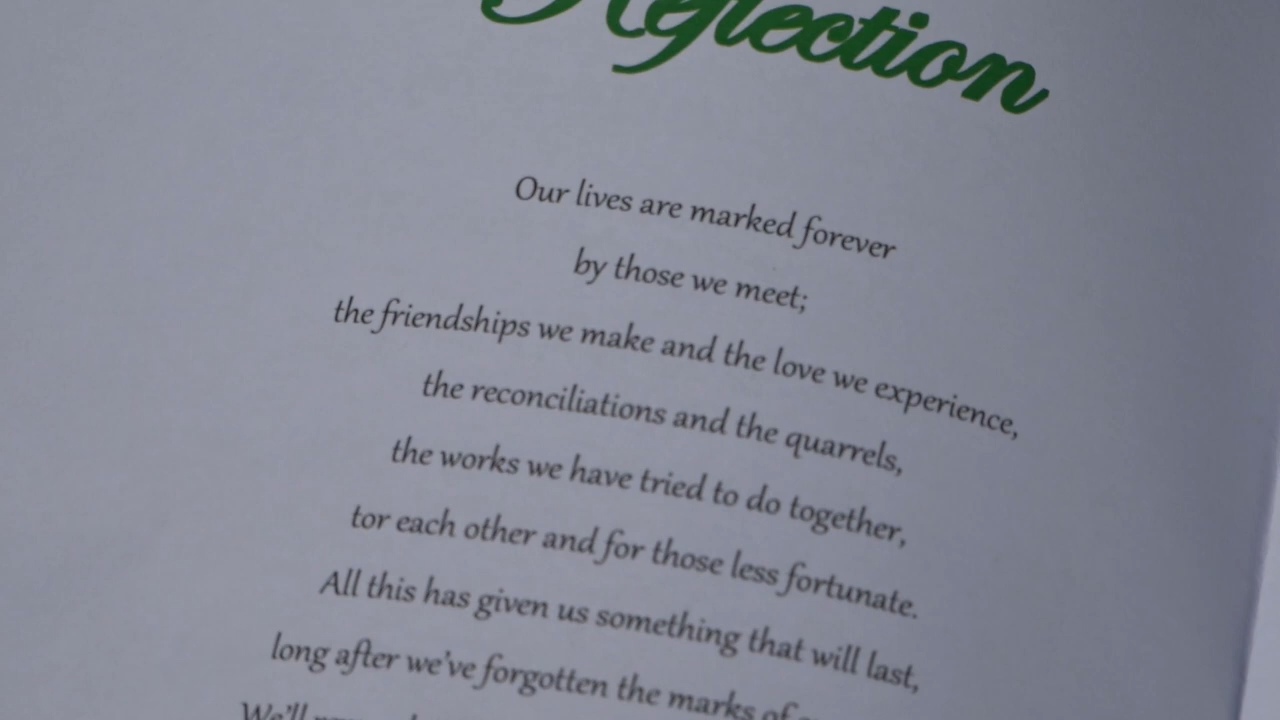 Reflection
Our lives are marked forever
by those we meet;
the friendships we make and the love we experience,
the reconciliations and the quarrels,
the works we have tried to do together,
tor each other and for those less fortunate.
All this has given us something that will last,
long after we've forgotten the marks of
We'll